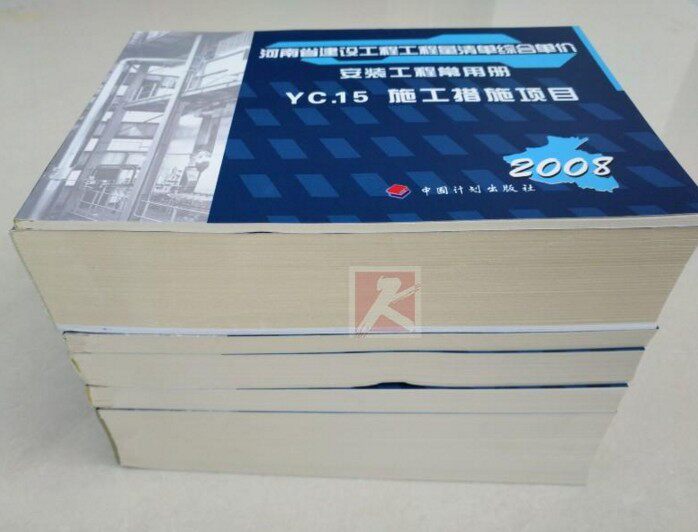 河南省建设工程工程量清单综合单价
安装工程常用册
YC.15 施工措施项目
2008
中国计划出版社